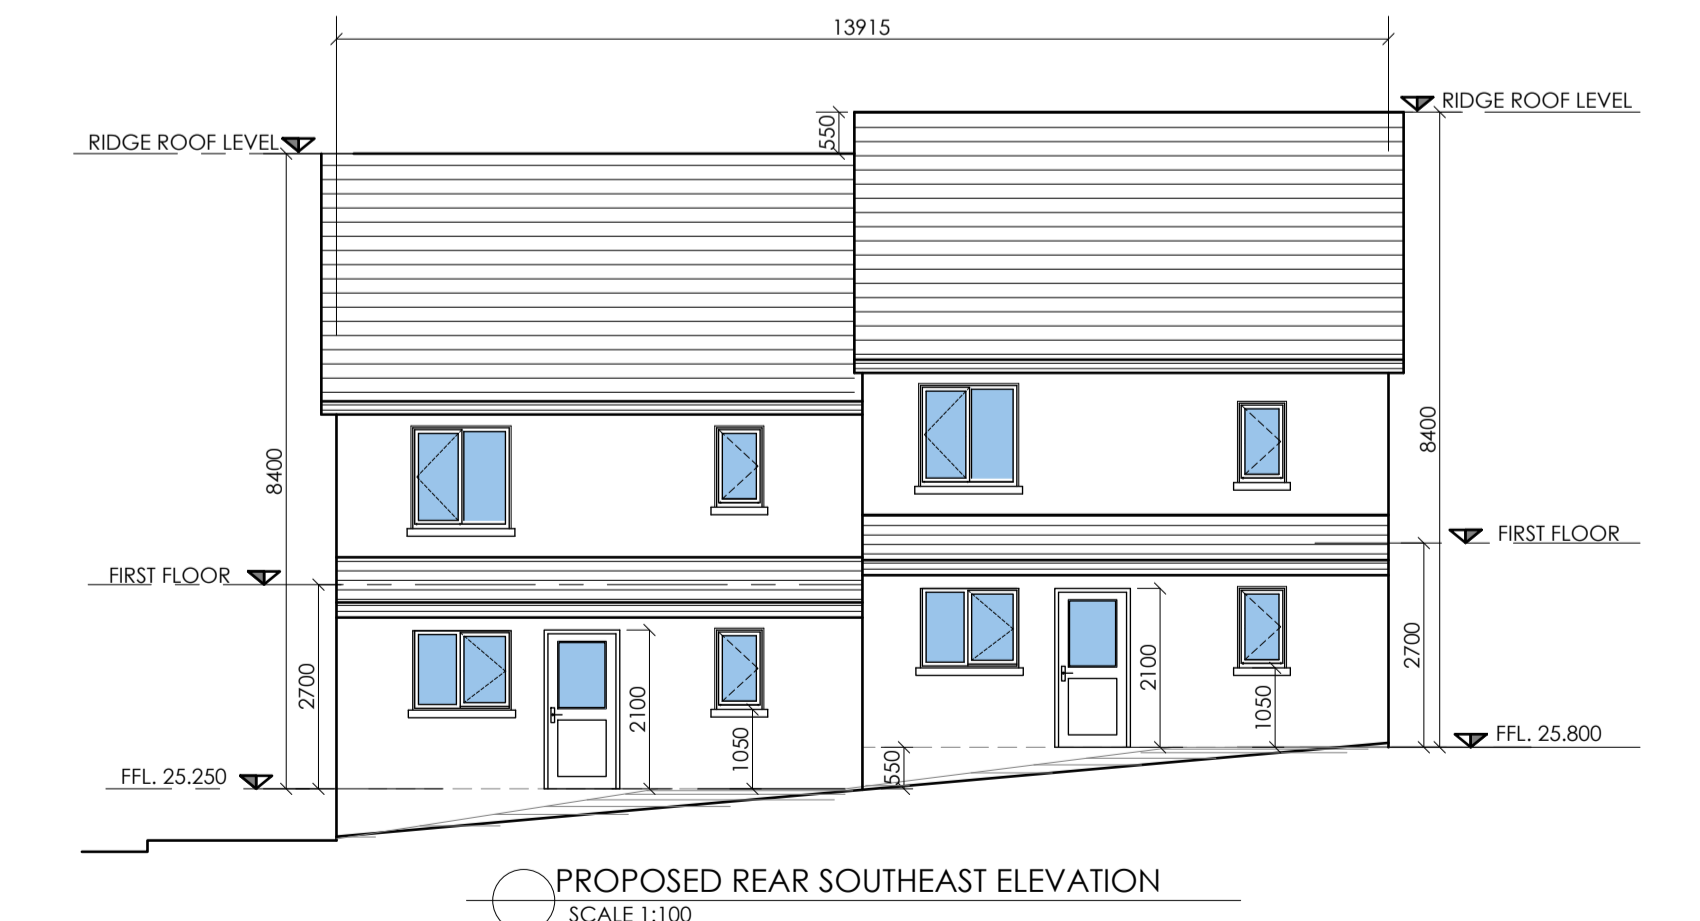 13915
RIDGE ROOF LEVEL
550
RIDGE ROOF LEVEL
8400
8400
FIRST FLOOR
FIRST FLOOR
2700
2100
1050
2100
1050
2700
550
FFL. 25.800
FFL. 25.250
PROPOSED REAR SOUTHEAST ELEVATION
SCALE 1:100